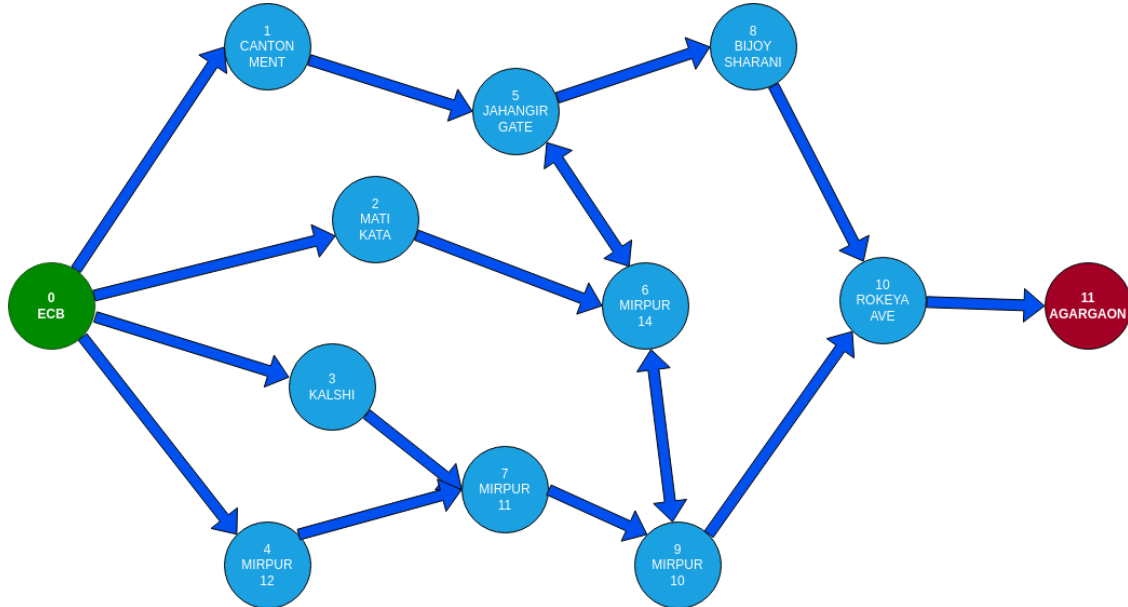 1
CANTON
MENT
8
BIJOY
SHARANI
5
JAHANGIR
GATE
2
MATI
KATA
0
ECB
6
MIRPUR
14
10
ROKEYA
AVE
11
AGARGAON
3
KALSHI
7
MIRPUR
11
4
MIRPUR
12
9
MIRPUR
10